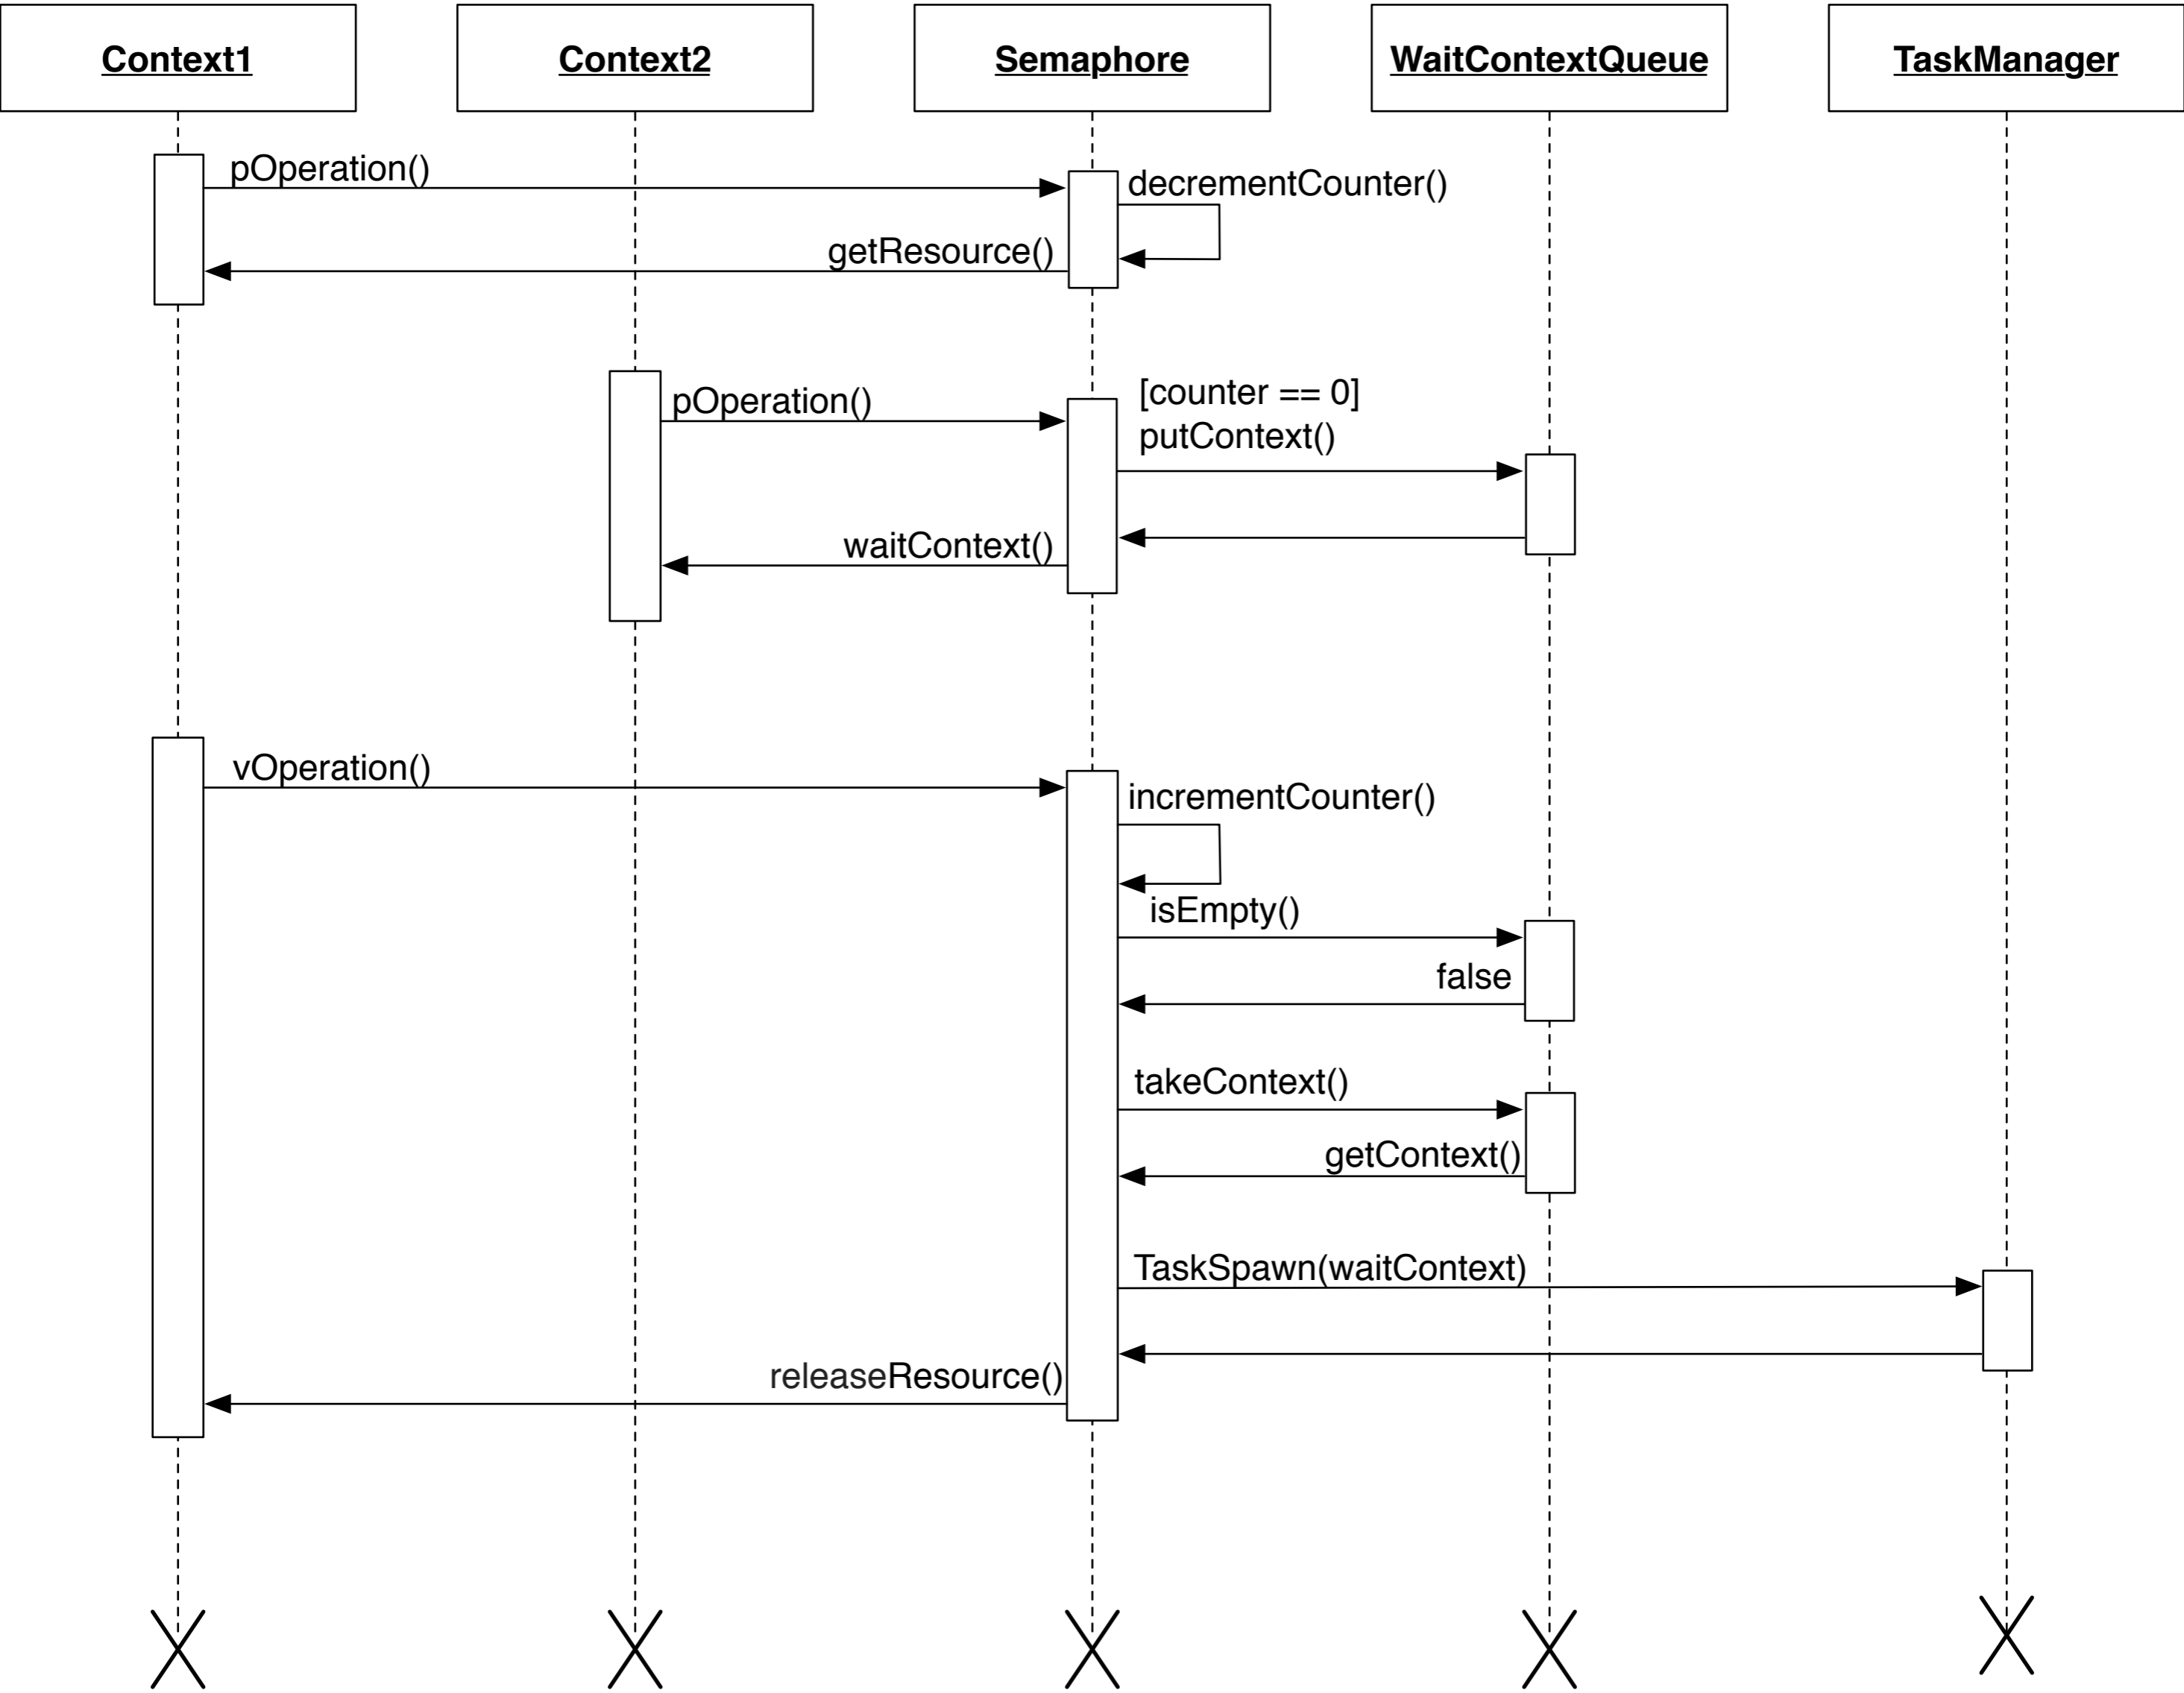 Context1
Context2
Semaphore
WaitContextQueue
TaskManager
pOperation()
decrementCounter()
getResource()
pOperation()
[counter == 0]
putContext()
waitContext()
vOperation()
incrementCounter()
isEmpty()
false
takeContext()
getContext()
TaskSpawn(waitContext)
releaseResource()